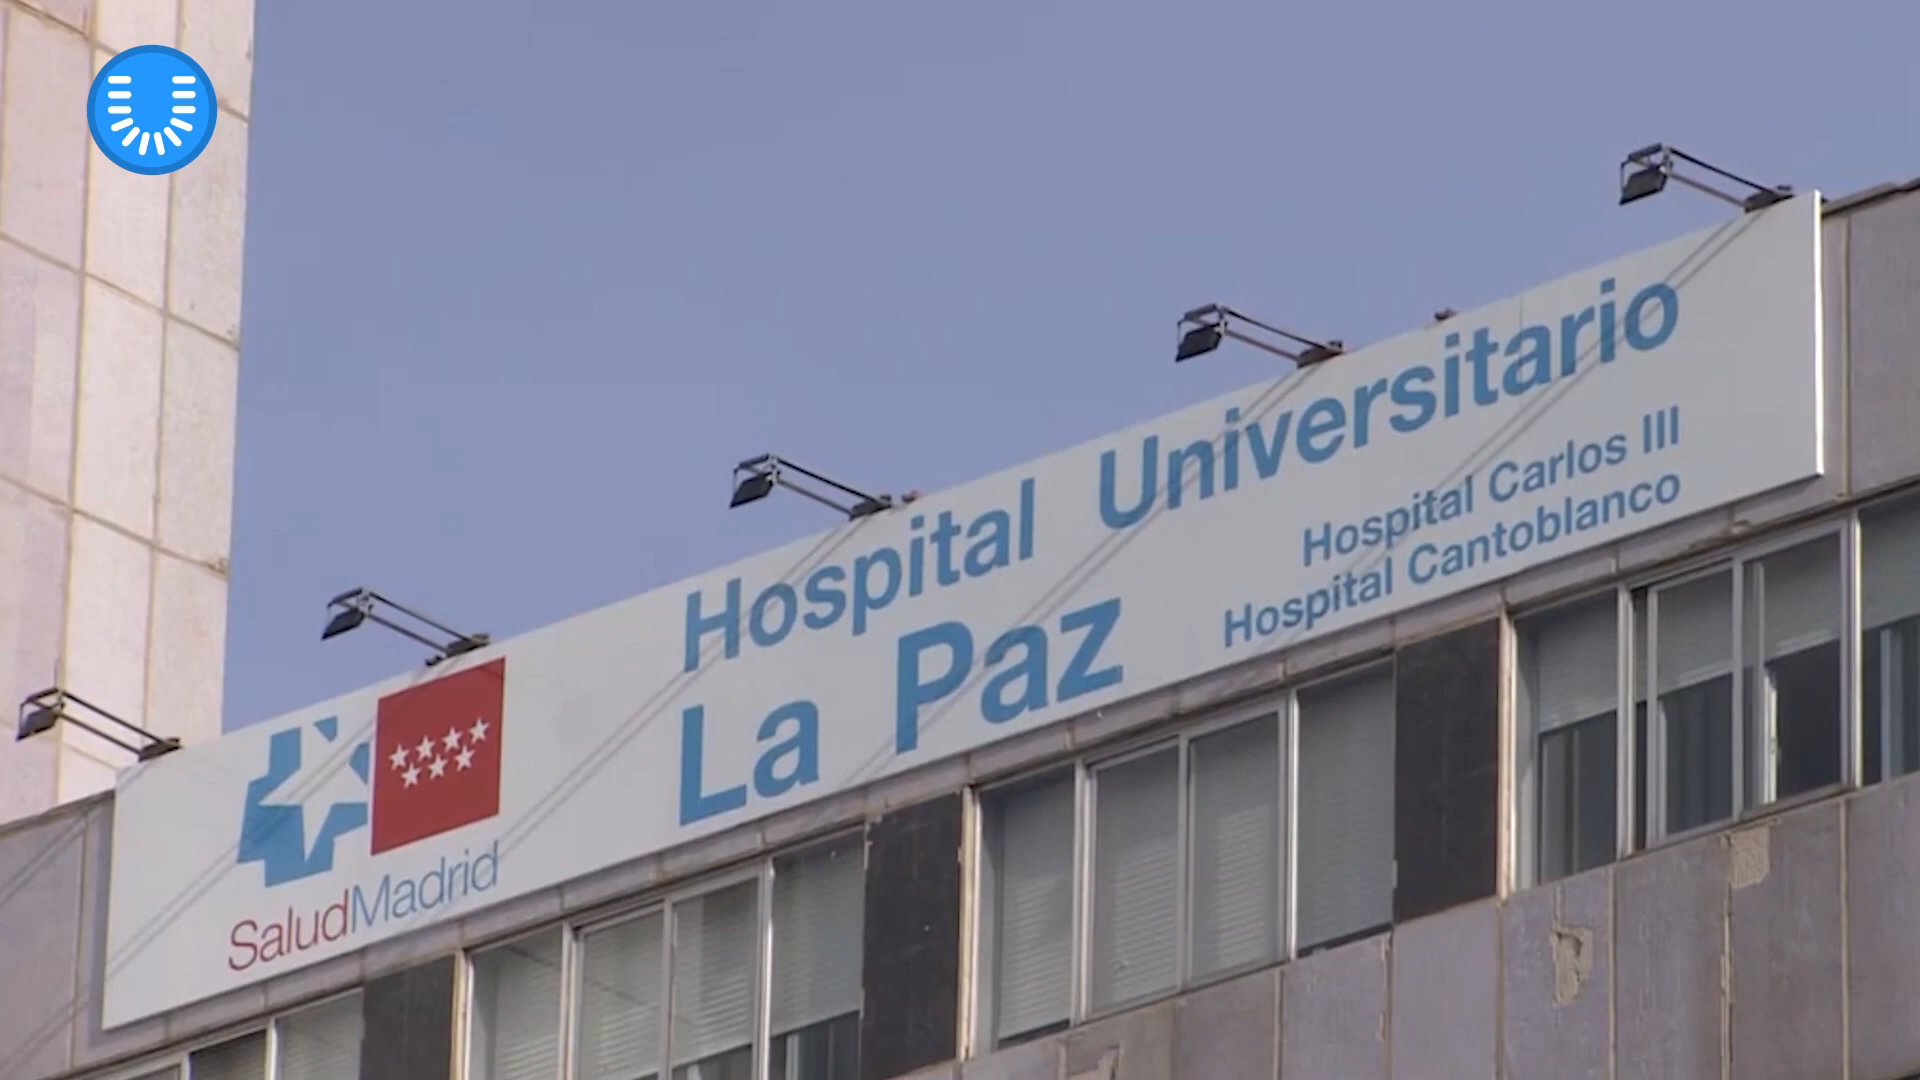 Hospital Universitario
La Paz
Hospital Carlos III
Hospital Cantoblanco
SaludMadrid